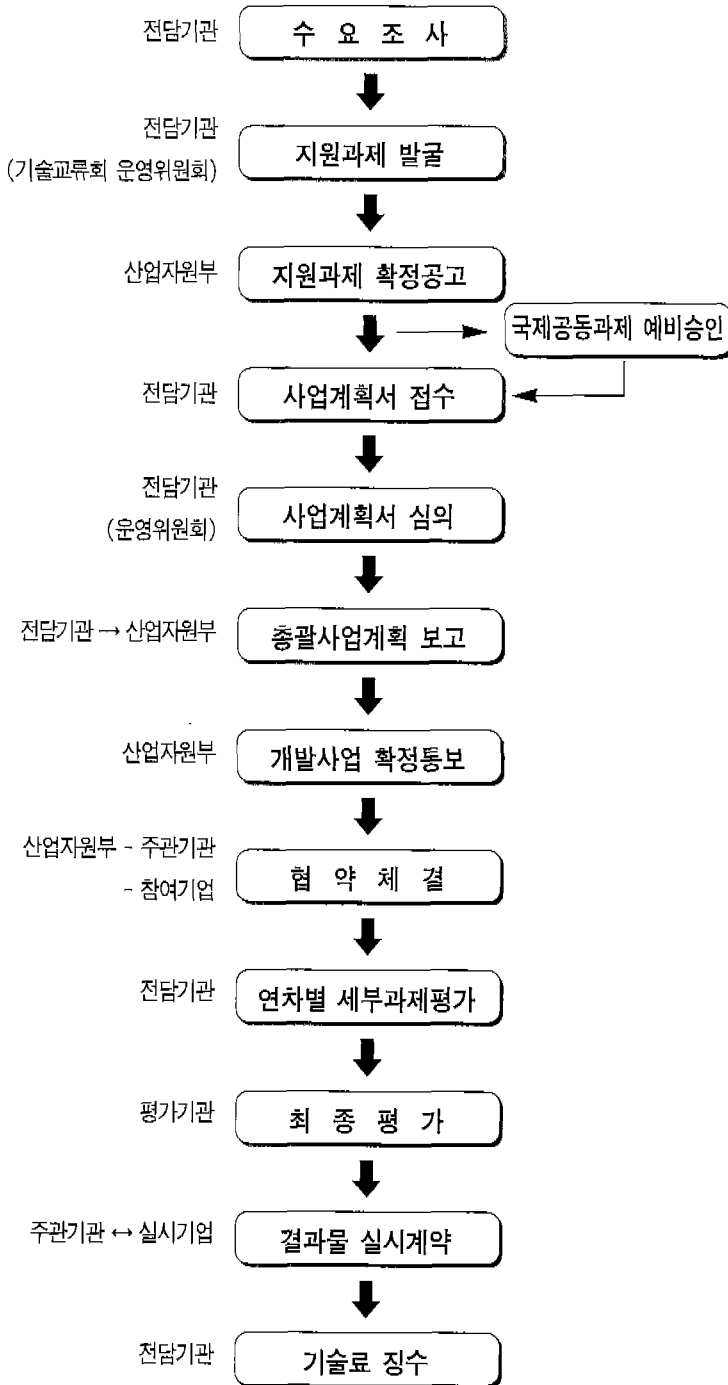 전담기관
수 요 조 사
전담기관
(기술교류회 운영위원회)
지원과제 발굴
산업자원부
지원과제 확정공고
국제공동과제 예비승인
전담기관
사업계획서 접수
전담기관
(운영위원회)
사업계획서 심의
전담기관 → 산업자원부
총괄사업계획 보고
산업자원부
개발사업 확정통보
산업자원부 - 주관기관
- 참여기업
협 약 체 결
전담기관
연차별 세부과제평가
평가기관
최 종 평 가
주관기관 ↔ 실시기업
결과물 실시계약
전담기관
기술료 징수